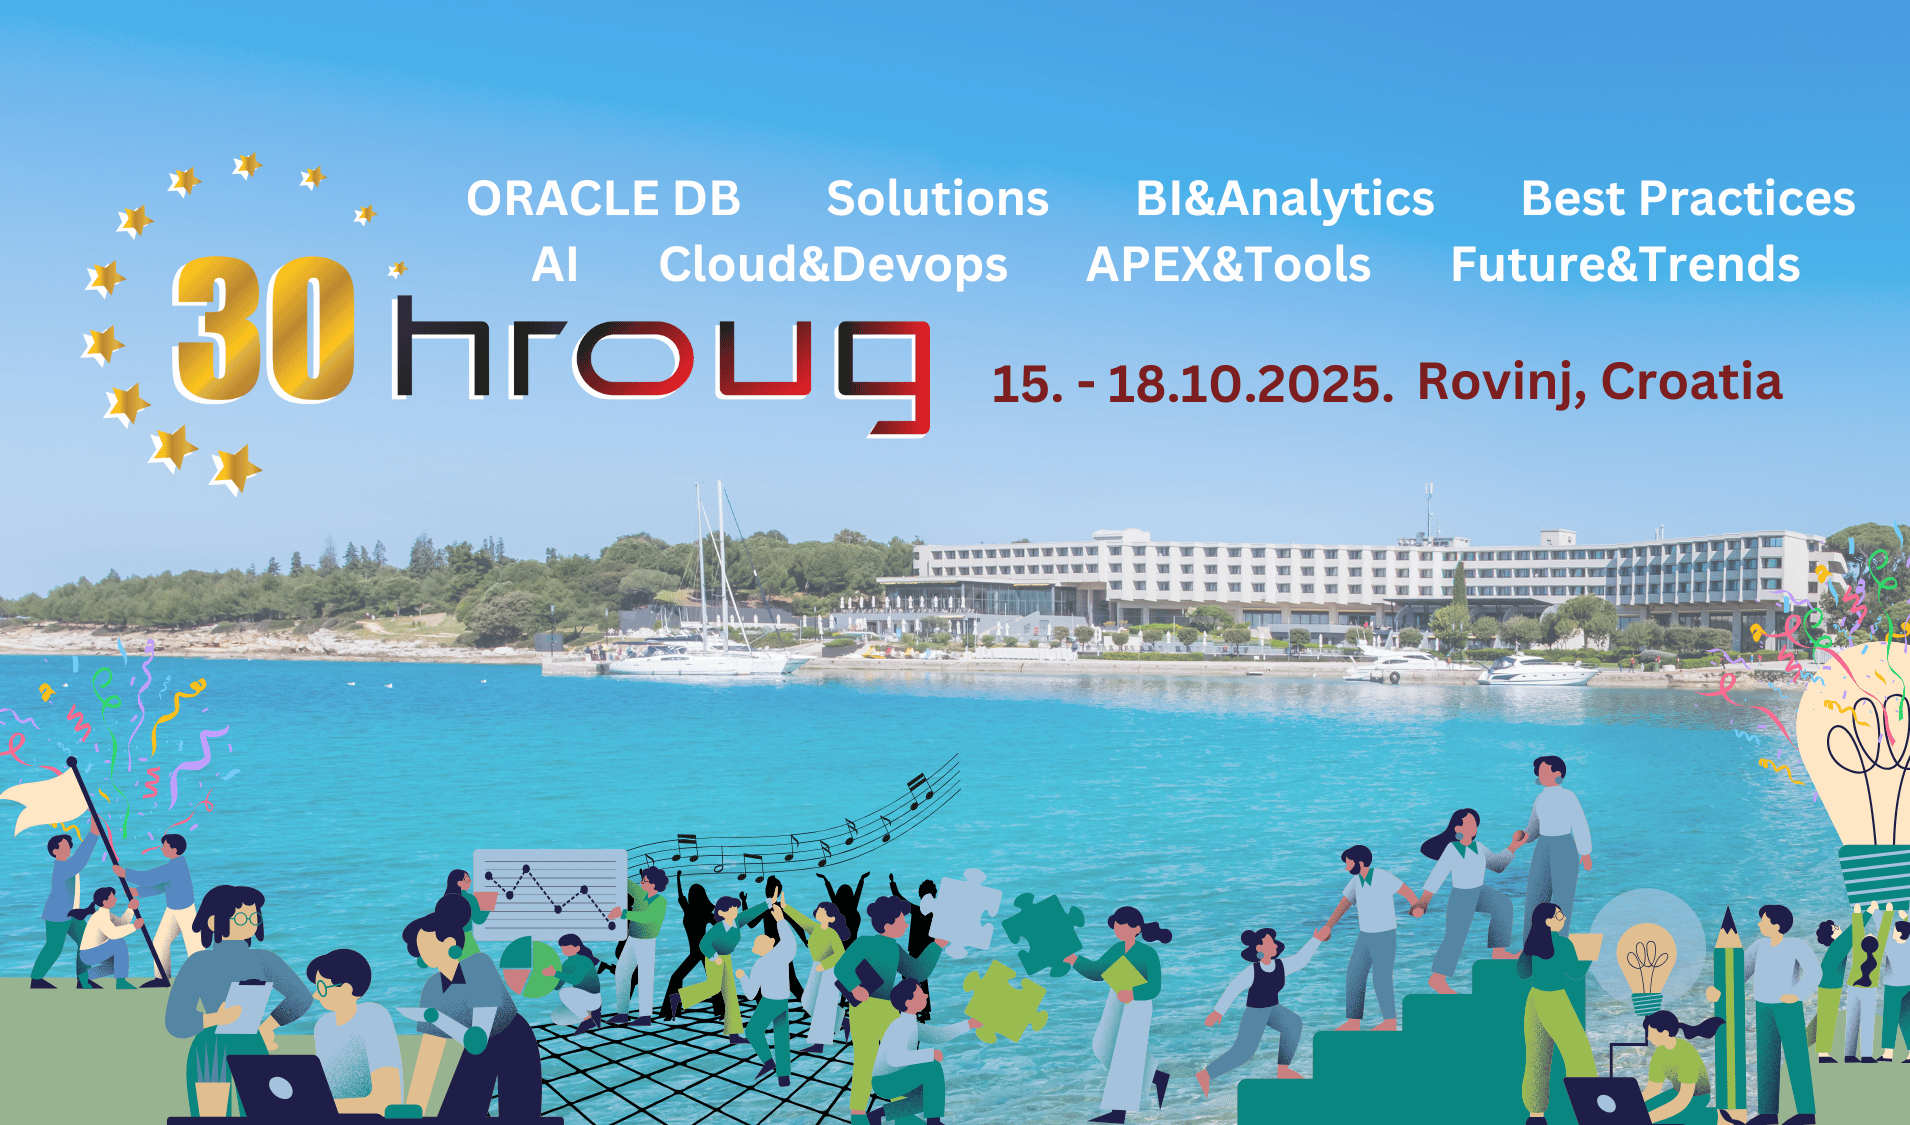 ORACLE DB Solutions BI&Analytics Best Practices
AI Cloud&Devops APEX&Tools Future&Trends
30 hroug
15. - 18.10.2025. Rovinj, Croatia